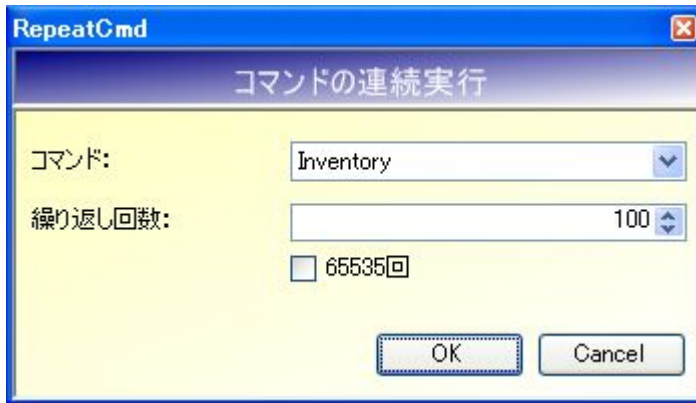 RepeatCmd
コマンドの連続実行
コマンド: Inventory
繰り返し回数: 100
65535回
OK Cancel